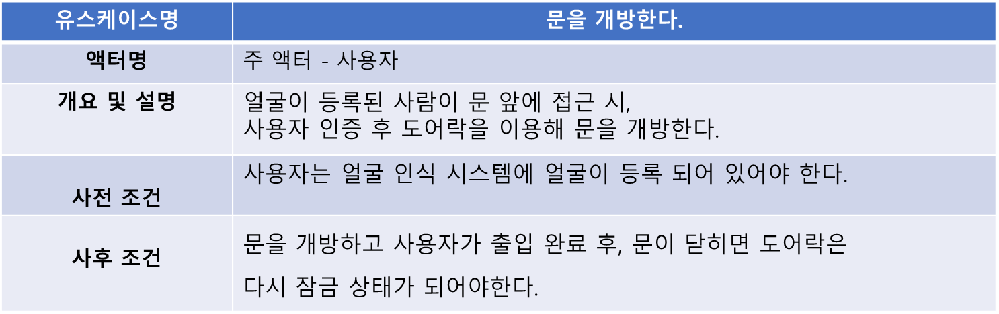 유스케이스명
문을 개방한다.
액터명
주 액터 - 사용자
개요 및 설명
얼굴이 등록된 사람이 문 앞에 접근 시,
사용자 인증 후 도어락을 이용해 문을 개방한다.
사전 조건
사용자는 얼굴 인식 시스템에 얼굴이 등록 되어 있어야 한다.
사후 조건
문을 개방하고 사용자가 출입 완료 후, 문이 닫히면 도어락은
다시 잠금 상태가 되어야한다.